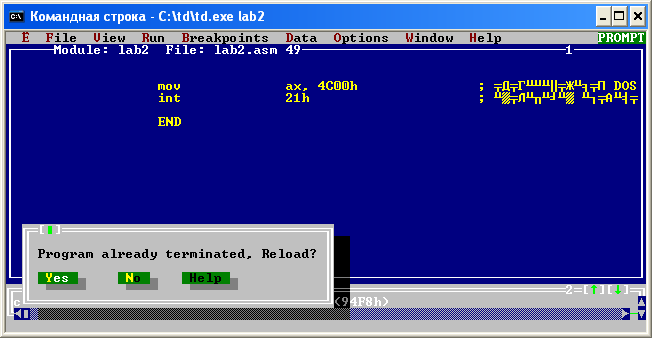 Командная строка - C:\td\td.exe lab2
Ë File View Run Breakpoints Data Options Window Help PROMPT
Module: lab2 File: lab2.asm 49 1
mov ax, 4C00h ; DOS
int 21h ;
END
Program already terminated, Reload?
Yes No Help
2
c (94F8h)